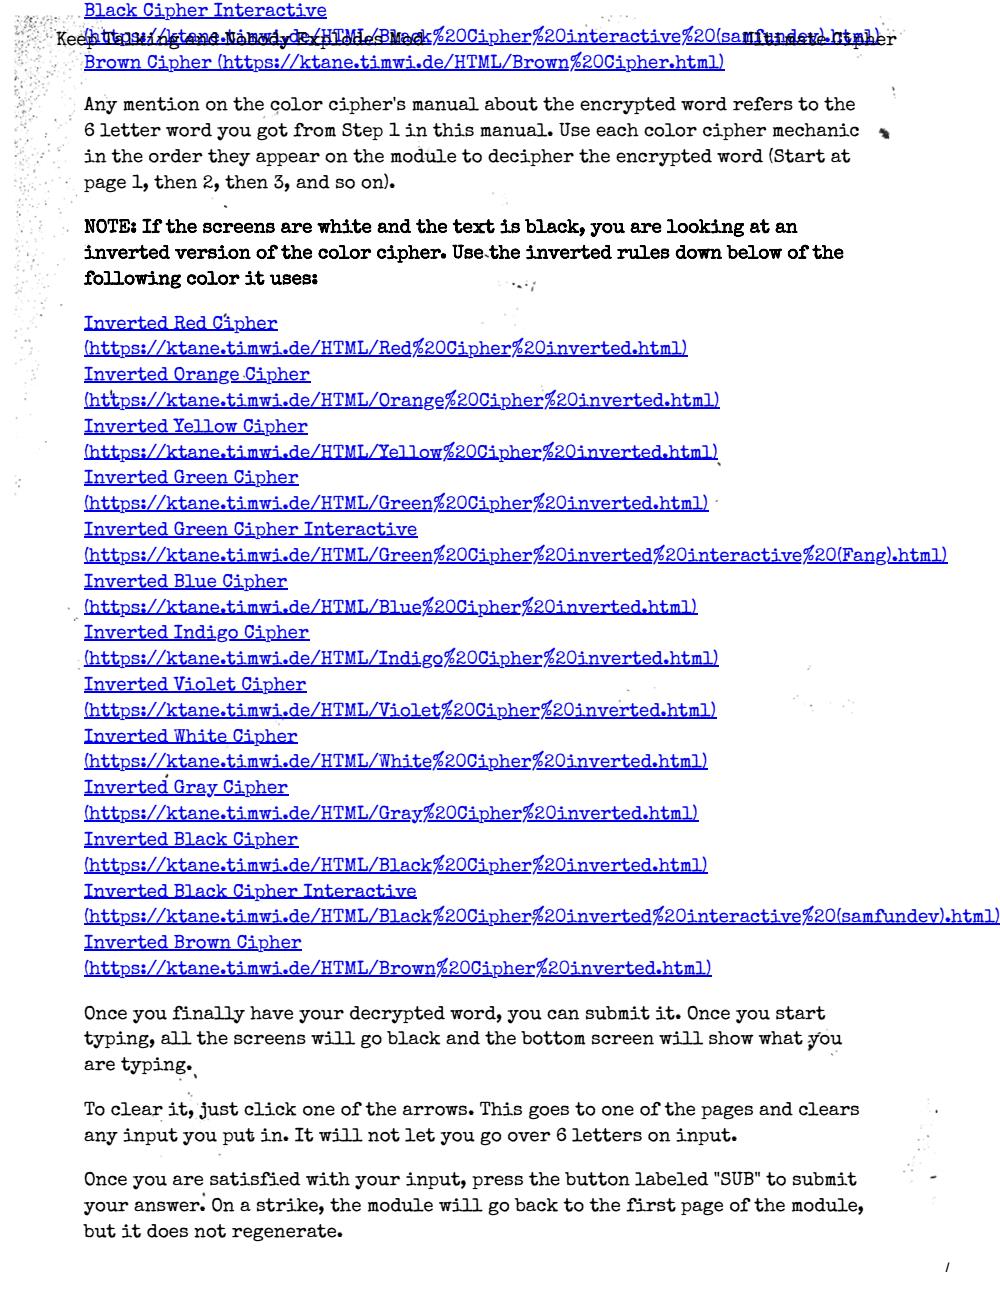 Black Cipher Interactive
Keep Talking and Nobody Explodes Mod Ultimate Cipher
(https://ktane.timwi.de/HTML/Black%20Cipher%20interactive%20(samfundev).html)
Brown Cipher (https://ktane.timwi.de/HTML/Brown%20Cipher.html)
Any mention on the color cipher's manual about the encrypted word refers to the
6 letter word you got from Step 1 in this manual. Use each color cipher mechanic
in the order they appear on the module to decipher the encrypted word (Start at
page 1, then 2, then 3, and so on).
NOTE: If the screens are white and the text is black, you are looking at an
inverted version of the color cipher. Use the inverted rules down below of the
following color it uses:
Inverted Red Cipher
(https://ktane.timwi.de/HTML/Red%20Cipher%20inverted.html)
Inverted Orange Cipher
(https://ktane.timwi.de/HTML/Orange%20Cipher%20inverted.html)
Inverted Yellow Cipher
(https://ktane.timwi.de/HTML/Yellow%20Cipher%20inverted.html)
Inverted Green Cipher
(https://ktane.timwi.de/HTML/Green%20Cipher%20inverted.html)
Inverted Green Cipher Interactive
(https://ktane.timwi.de/HTML/Green%20Cipher%20inverted%20interactive%20(Fang).html)
Inverted Blue Cipher
(https://ktane.timwi.de/HTML/Blue%20Cipher%20inverted.html)
Inverted Indigo Cipher
(https://ktane.timwi.de/HTML/Indigo%20Cipher%20inverted.html)
Inverted Violet Cipher
(https://ktane.timwi.de/HTML/Violet%20Cipher%20inverted.html)
Inverted White Cipher
(https://ktane.timwi.de/HTML/White%20Cipher%20inverted.html)
Inverted Gray Cipher
(https://ktane.timwi.de/HTML/Gray%20Cipher%20inverted.html)
Inverted Black Cipher
(https://ktane.timwi.de/HTML/Black%20Cipher%20inverted.html)
Inverted Black Cipher Interactive
(https://ktane.timwi.de/HTML/Black%20Cipher%20inverted%20interactive%20(samfundev).html)
Inverted Brown Cipher
(https://ktane.timwi.de/HTML/Brown%20Cipher%20inverted.html)
Once you finally have your decrypted word, you can submit it. Once you start
typing, all the screens will go black and the bottom screen will show what you
are typing.
To clear it, just click one of the arrows. This goes to one of the pages and clears
any input you put in. It will not let you go over 6 letters on input.
Once you are satisfied with your input, press the button labeled "SUB" to submit
your answer. On a strike, the module will go back to the first page of the module,
but it does not regenerate.
/